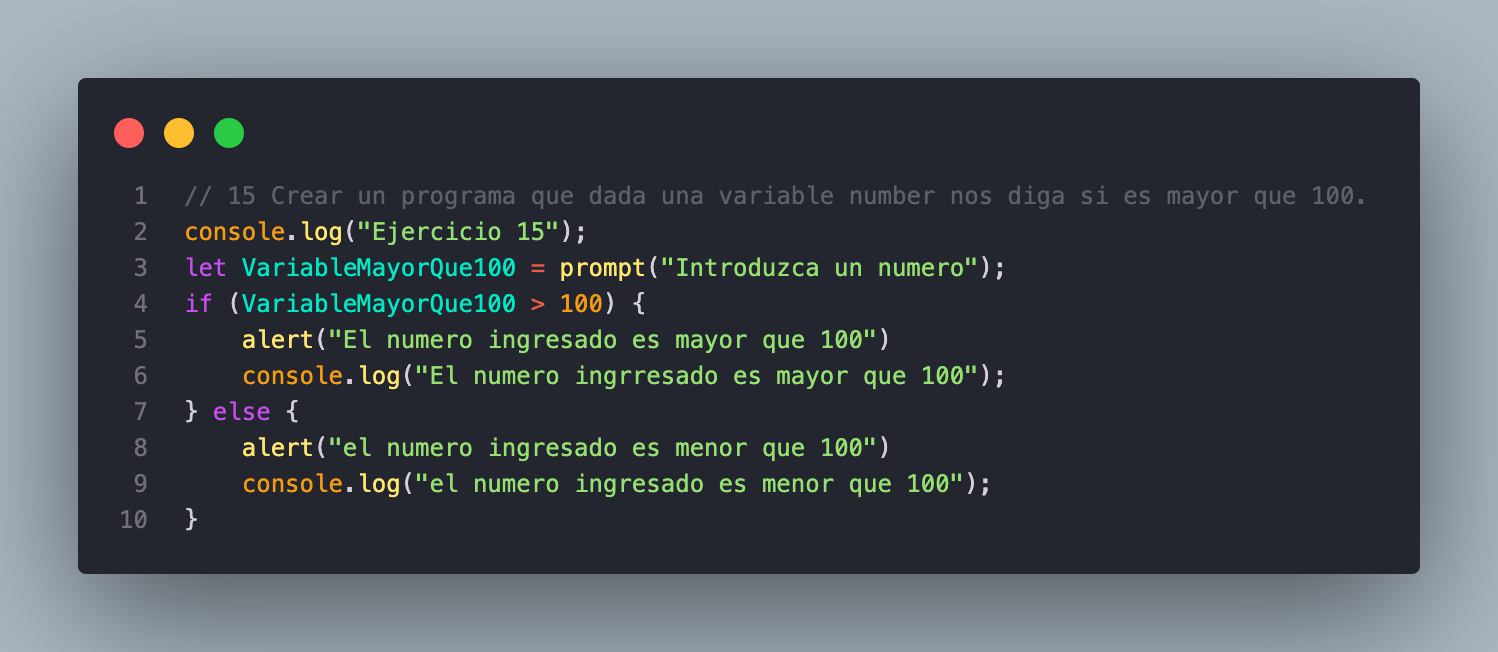 1 // 15 Crear un programa que dada una variable number nos diga si es mayor que 100.
2 console.log("Ejercicio 15");
3 let VariableMayorQue100 = prompt("Introduzca un numero");
4 if (VariableMayorQue100 > 100) {
5     alert("El numero ingresado es mayor que 100")
6     console.log("El numero ingrresado es mayor que 100");
7 } else {
8     alert("el numero ingresado es menor que 100")
9     console.log("el numero ingresado es menor que 100");
10 }